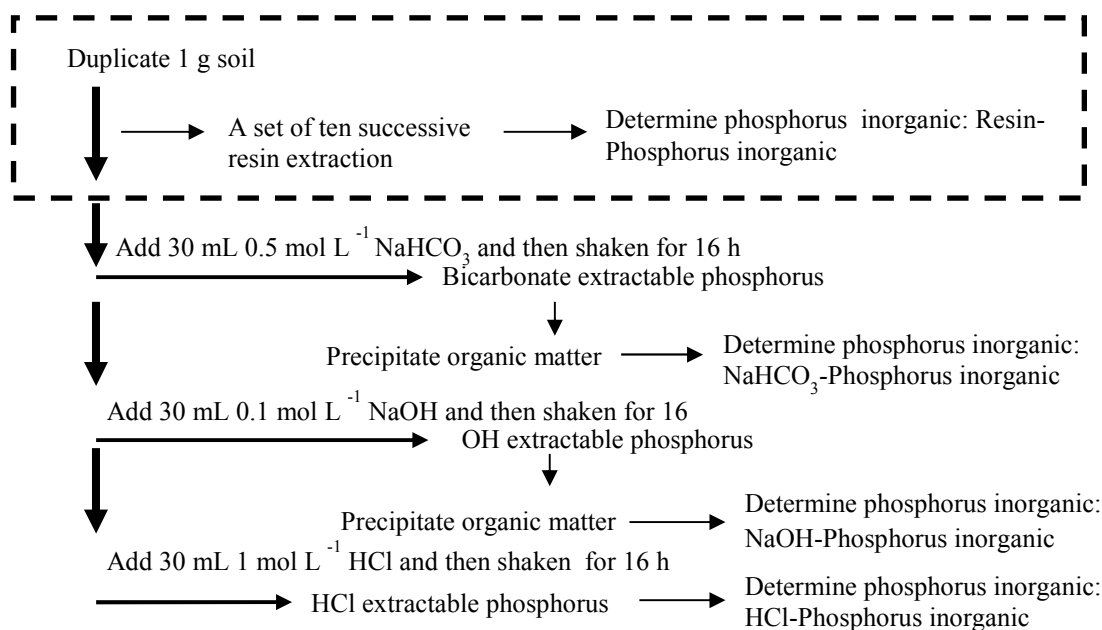 Duplicate 1 g soil
A set of ten successive
resin extraction
Determine phosphorus inorganic: Resin-
Phosphorus inorganic
Add 30 mL 0.5 mol L⁻¹ NaHCO₃ and then shaken for 16 h
Bicarbonate extractable phosphorus
Precipitate organic matter
Determine phosphorus inorganic:
NaHCO₃-Phosphorus inorganic
Add 30 mL 0.1 mol L⁻¹ NaOH and then shaken for 16
OH extractable phosphorus
Precipitate organic matter
Determine phosphorus inorganic:
NaOH-Phosphorus inorganic
Add 30 mL 1 mol L⁻¹ HCl and then shaken for 16 h
HCl extractable phosphorus
Determine phosphorus inorganic:
HCl-Phosphorus inorganic